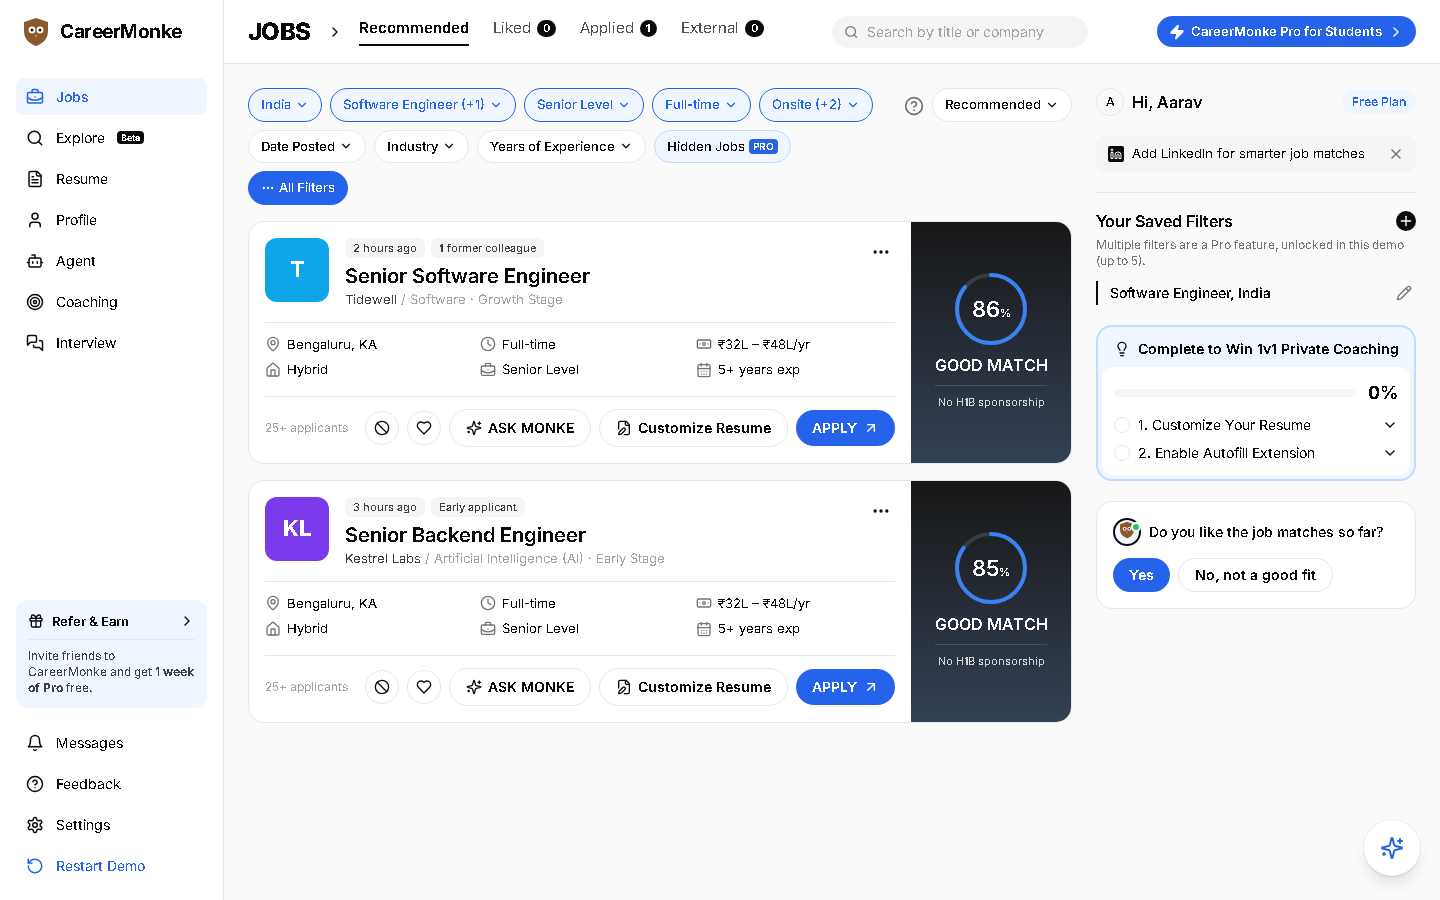 CareerMonke
Jobs
Explore Beta
Resume
Profile
Agent
Coaching
Interview
Refer & Earn
Invite friends to
CareerMonke and get 1 week
of Pro free.
Messages
Feedback
Settings
Restart Demo
JOBS
Recommended
Liked 0
Applied 1
External 0
Search by title or company
CareerMonke Pro for Students
India
Software Engineer (+1)
Senior Level
Full-time
Onsite (+2)
Recommended
Date Posted
Industry
Years of Experience
Hidden Jobs PRO
All Filters
T
2 hours ago
1 former colleague
Senior Software Engineer
Tidewell / Software · Growth Stage
Bengaluru, KA
Full-time
₹32L – ₹48L/yr
Hybrid
Senior Level
5+ years exp
25+ applicants
ASK MONKE
Customize Resume
APPLY
86%
GOOD MATCH
No H1B sponsorship
KL
3 hours ago
Early applicant
Senior Backend Engineer
Kestrel Labs / Artificial Intelligence (AI) · Early Stage
Bengaluru, KA
Full-time
₹32L – ₹48L/yr
Hybrid
Senior Level
5+ years exp
25+ applicants
ASK MONKE
Customize Resume
APPLY
85%
GOOD MATCH
No H1B sponsorship
A
Hi, Aarav
Free Plan
Add LinkedIn for smarter job matches
Your Saved Filters
Multiple filters are a Pro feature, unlocked in this demo
(up to 5).
Software Engineer, India
Complete to Win 1v1 Private Coaching
0%
1. Customize Your Resume
2. Enable Autofill Extension
Do you like the job matches so far?
Yes
No, not a good fit